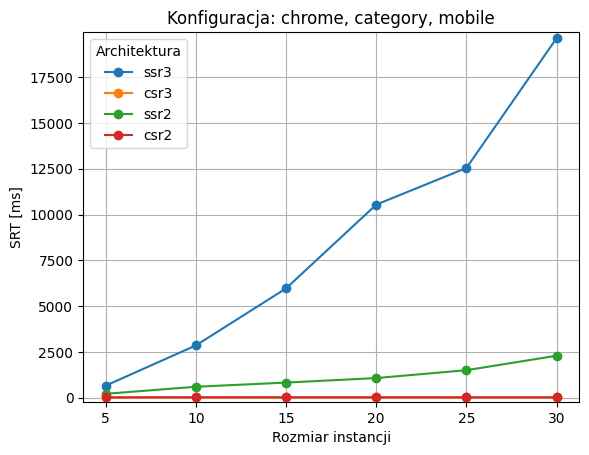 Konfiguracja: chrome, category, mobile
Architektura
ssr3
csr3
ssr2
csr2
SRT [ms]
17500
15000
12500
10000
7500
5000
2500
0
5 10 15 20 25 30
Rozmiar instancji